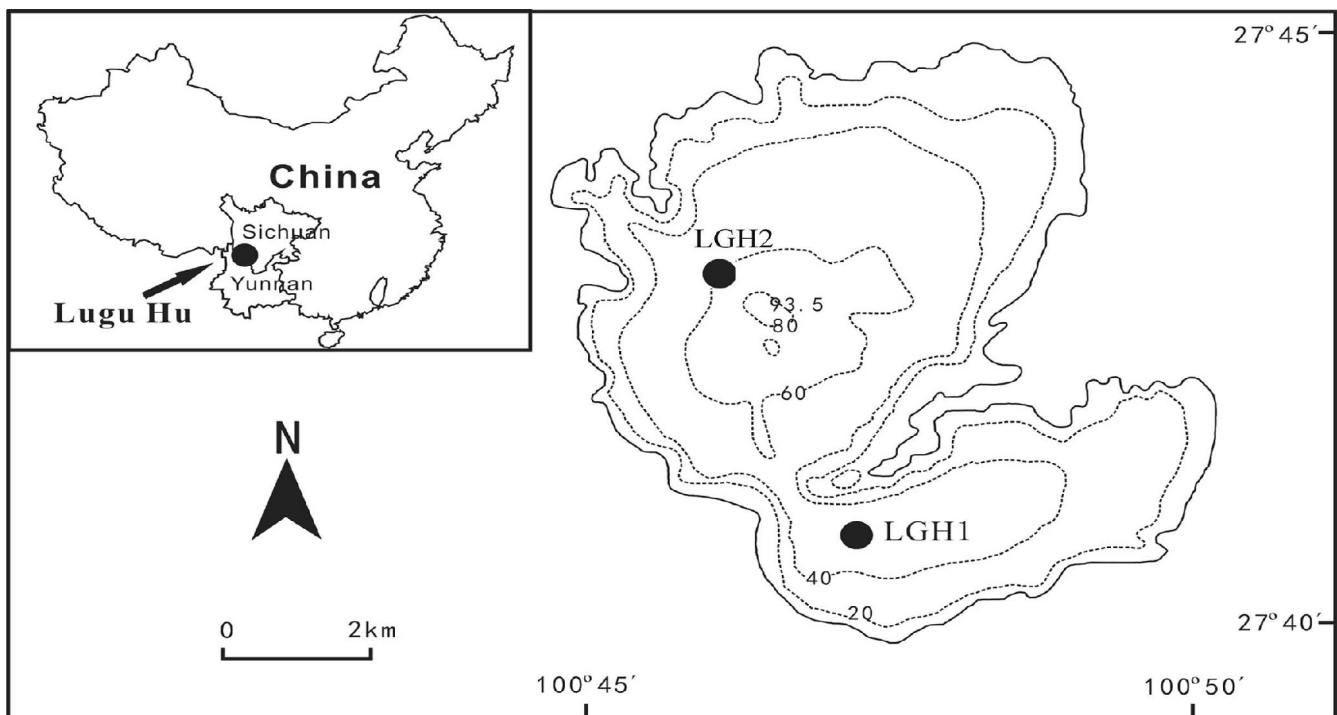 27°45′
China
Sichuan
Yunnan
Lugu Hu
LGH2
93.5
80
60
N
LGH1
40
20
0 2km
27°40′
100°45′ 100°50′